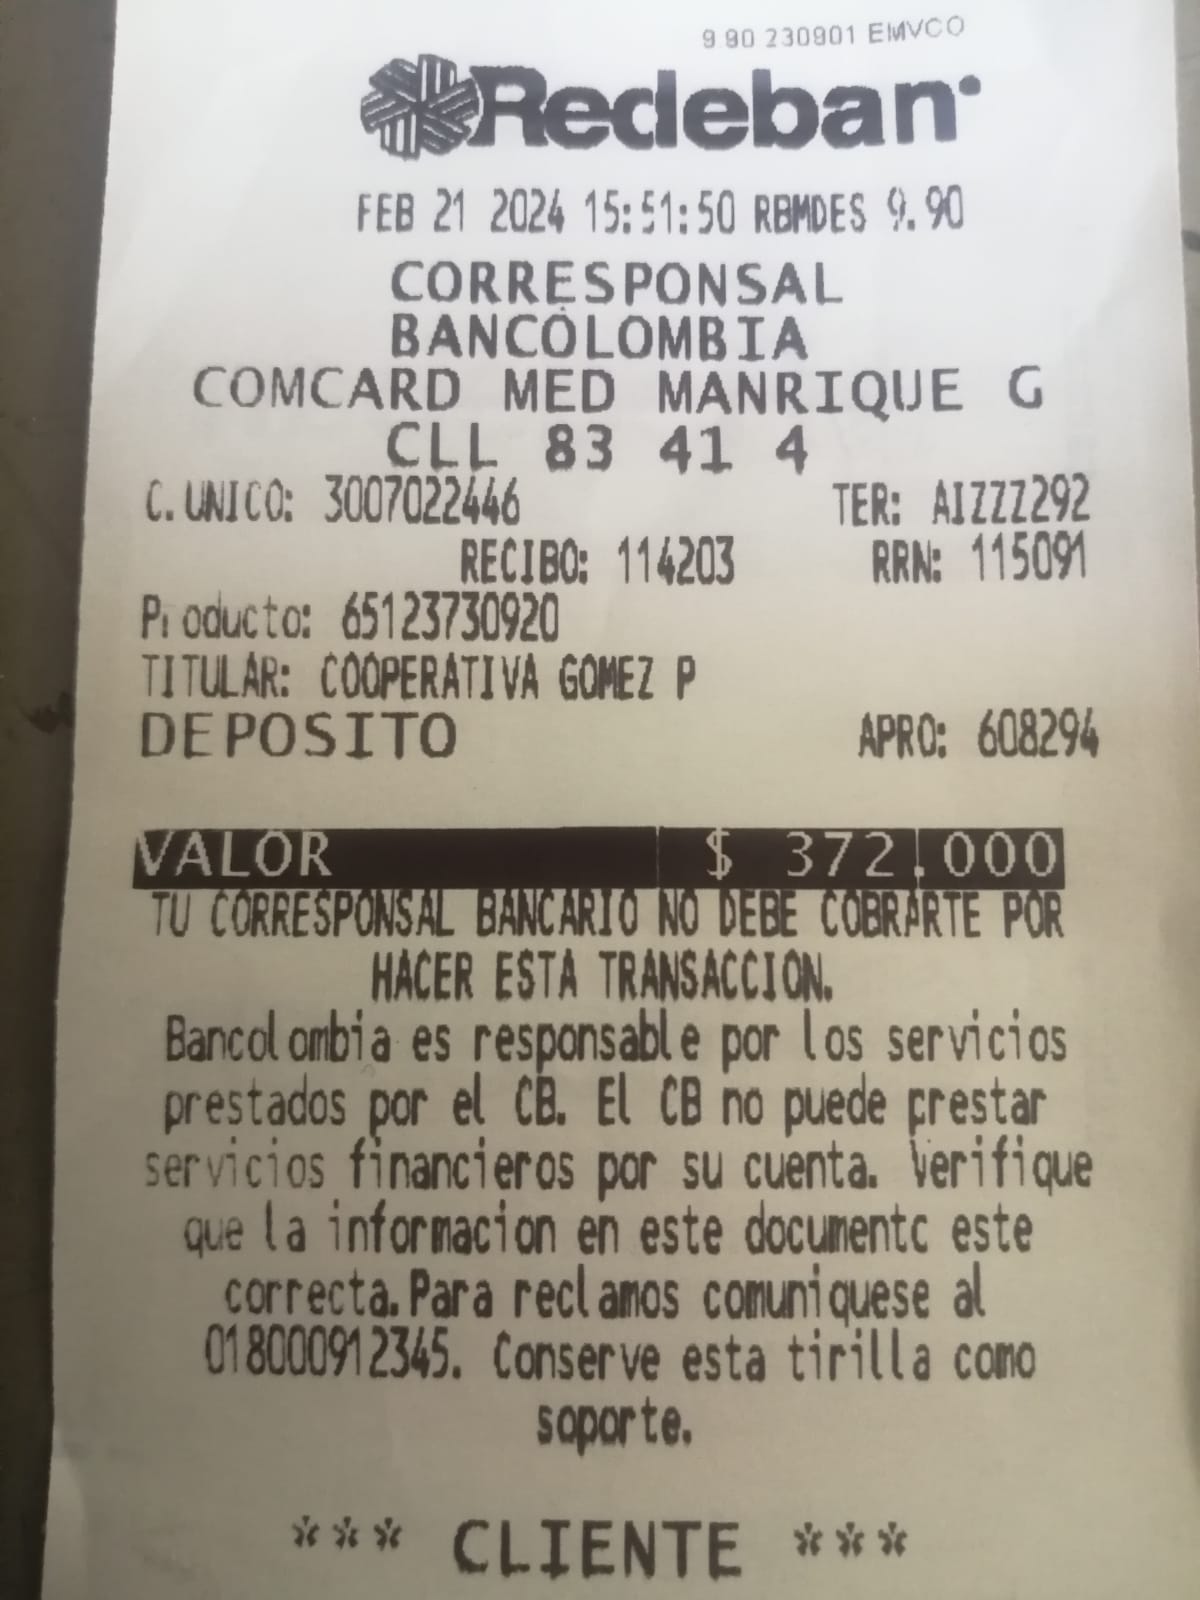 9.90 230901 EMVCO
Redeban
FEB 21 2024 15:51:50 RBMDES 9.90
CORRESPONSAL
BANCOLOMBIA
COMCARD MED MANRIQUE G
CLL 83 41 4
C.UNICO: 3007022446 TER: AIZZZ292
RECIBO: 114203 RRN: 115091
Producto: 65123730920
TITULAR: COOPERATIVA GOMEZ P
DEPOSITO APRO: 608294
VALOR $ 372.000
TU CORRESPONSAL BANCARIO NO DEBE COBRARTE POR
HACER ESTA TRANSACCION.
Bancolombia es responsable por los servicios
prestados por el CB. El CB no puede prestar
servicios financieros por su cuenta. Verifique
que la informacion en este documento este
correcta.Para reclamos comuniquese al
018000912345. Conserve esta tirilla como
soporte.
*** CLIENTE ***